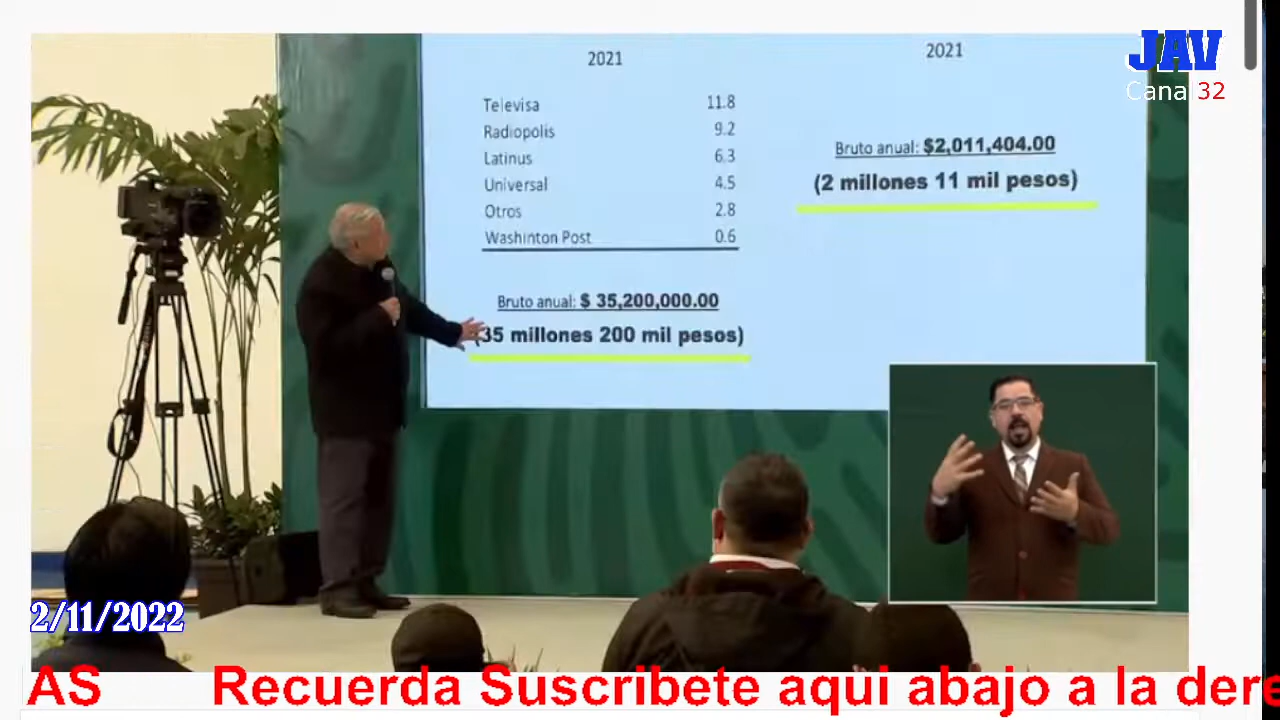 JAV
Canal 32
2021
Televisa 11.8
Radiopolis 9.2
Latinus 6.3
Universal 4.5
Otros 2.8
Washinton Post 0.6
Bruto anual: $ 35,200,000.00
(35 millones 200 mil pesos)
2021
Bruto anual: $2,011,404.00
(2 millones 11 mil pesos)
2/11/2022
AS Recuerda Suscribete aqui abajo a la dere